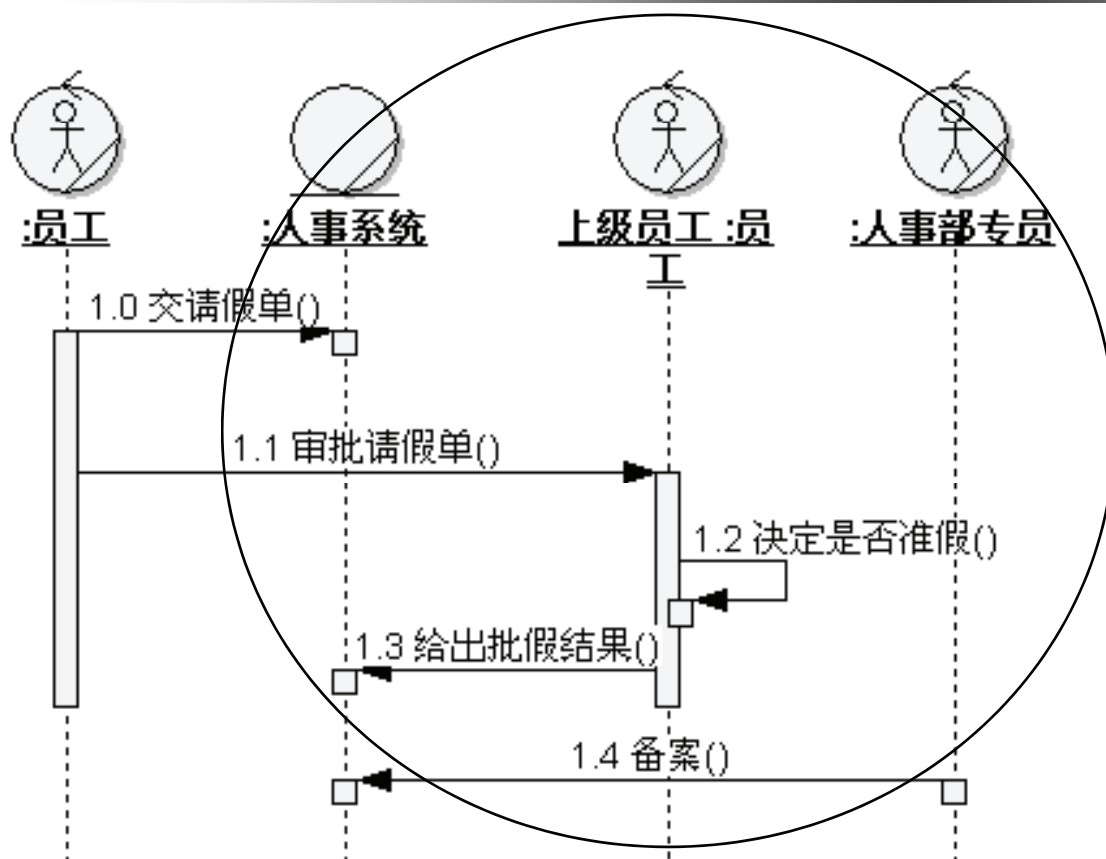 :员工
:人事系统
上级员工 :员
工
:人事部专员
1.0 交请假单()
1.1 审批请假单()
1.2 决定是否准假()
1.3 给出批假结果()
1.4 备案()